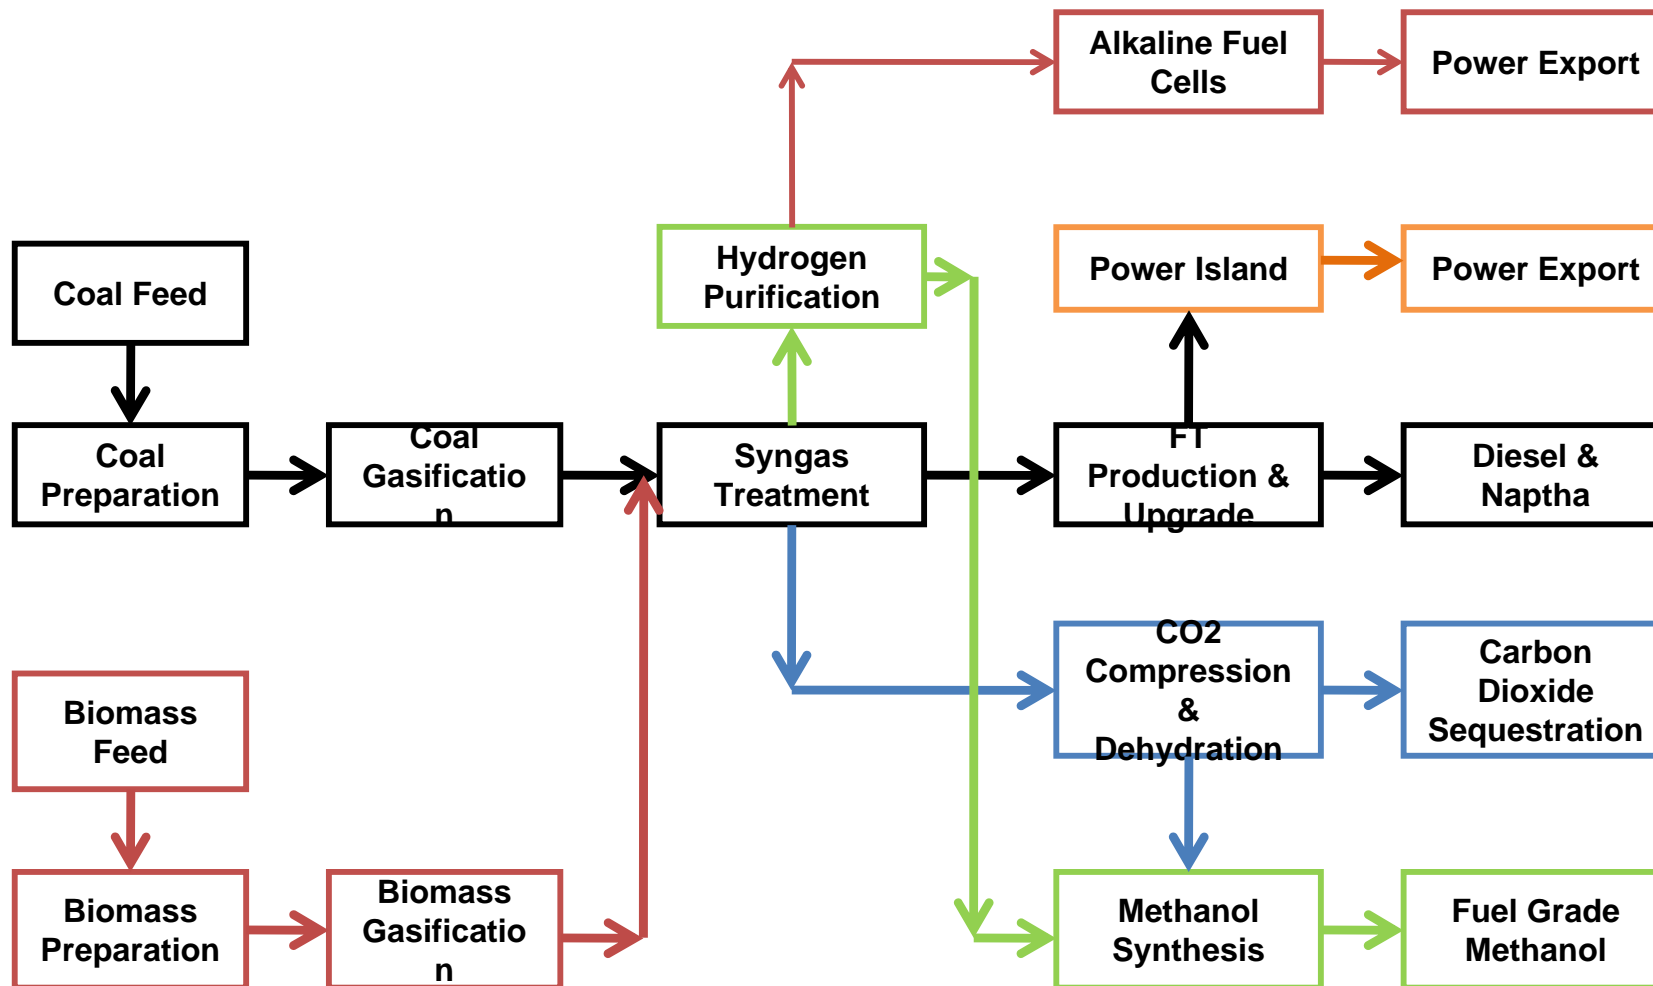 Alkaline Fuel
Cells
Power Export
Hydrogen
Purification
Power Island
Power Export
Coal Feed
Coal
Preparation
Coal
Gasificatio
n
Syngas
Treatment
FT
Production &
Upgrade
Diesel &
Naptha
Biomass
Feed
CO2
Compression
&
Dehydration
Carbon
Dioxide
Sequestration
Biomass
Preparation
Biomass
Gasificatio
n
Methanol
Synthesis
Fuel Grade
Methanol